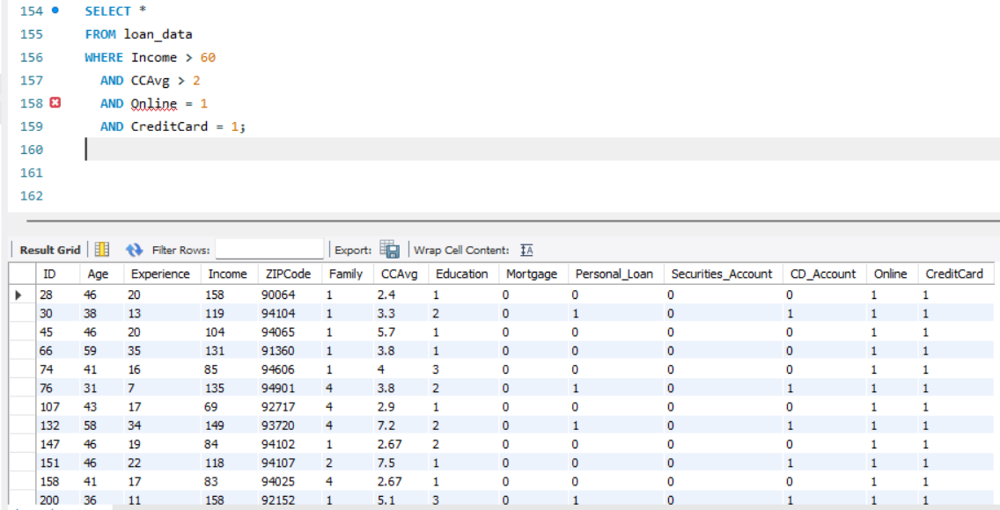 154 SELECT *
155 FROM loan_data
156 WHERE Income > 60
157 AND CCAvg > 2
158 AND Online = 1
159 AND CreditCard = 1;
160
161
162
Result Grid Filter Rows: Export: Wrap Cell Content: IA
ID Age Experience Income ZIPCode Family CCAvg Education Mortgage Personal_Loan Securities_Account CD_Account Online CreditCard
28 46 20 158 90064 1 2.4 1 0 0 0 0 1 1
30 38 13 119 94104 1 3.3 2 0 1 0 1 1 1
45 46 20 104 94065 1 5.7 1 0 0 0 0 1 1
66 59 35 131 91360 1 3.8 1 0 0 0 0 1 1
74 41 16 85 94606 1 4 3 0 0 0 0 1 1
76 31 7 135 94901 4 3.8 2 0 1 0 1 1 1
107 43 17 69 92717 4 2.9 1 0 0 0 0 1 1
132 58 34 149 93720 4 7.2 2 0 1 0 1 1 1
147 46 19 84 94102 1 2.67 2 0 0 0 0 1 1
151 46 22 118 94107 2 7.5 1 0 0 0 1 1 1
158 41 17 83 94025 4 2.67 1 0 0 0 0 1 1
200 36 11 158 92152 1 5.1 3 0 1 0 1 1 1